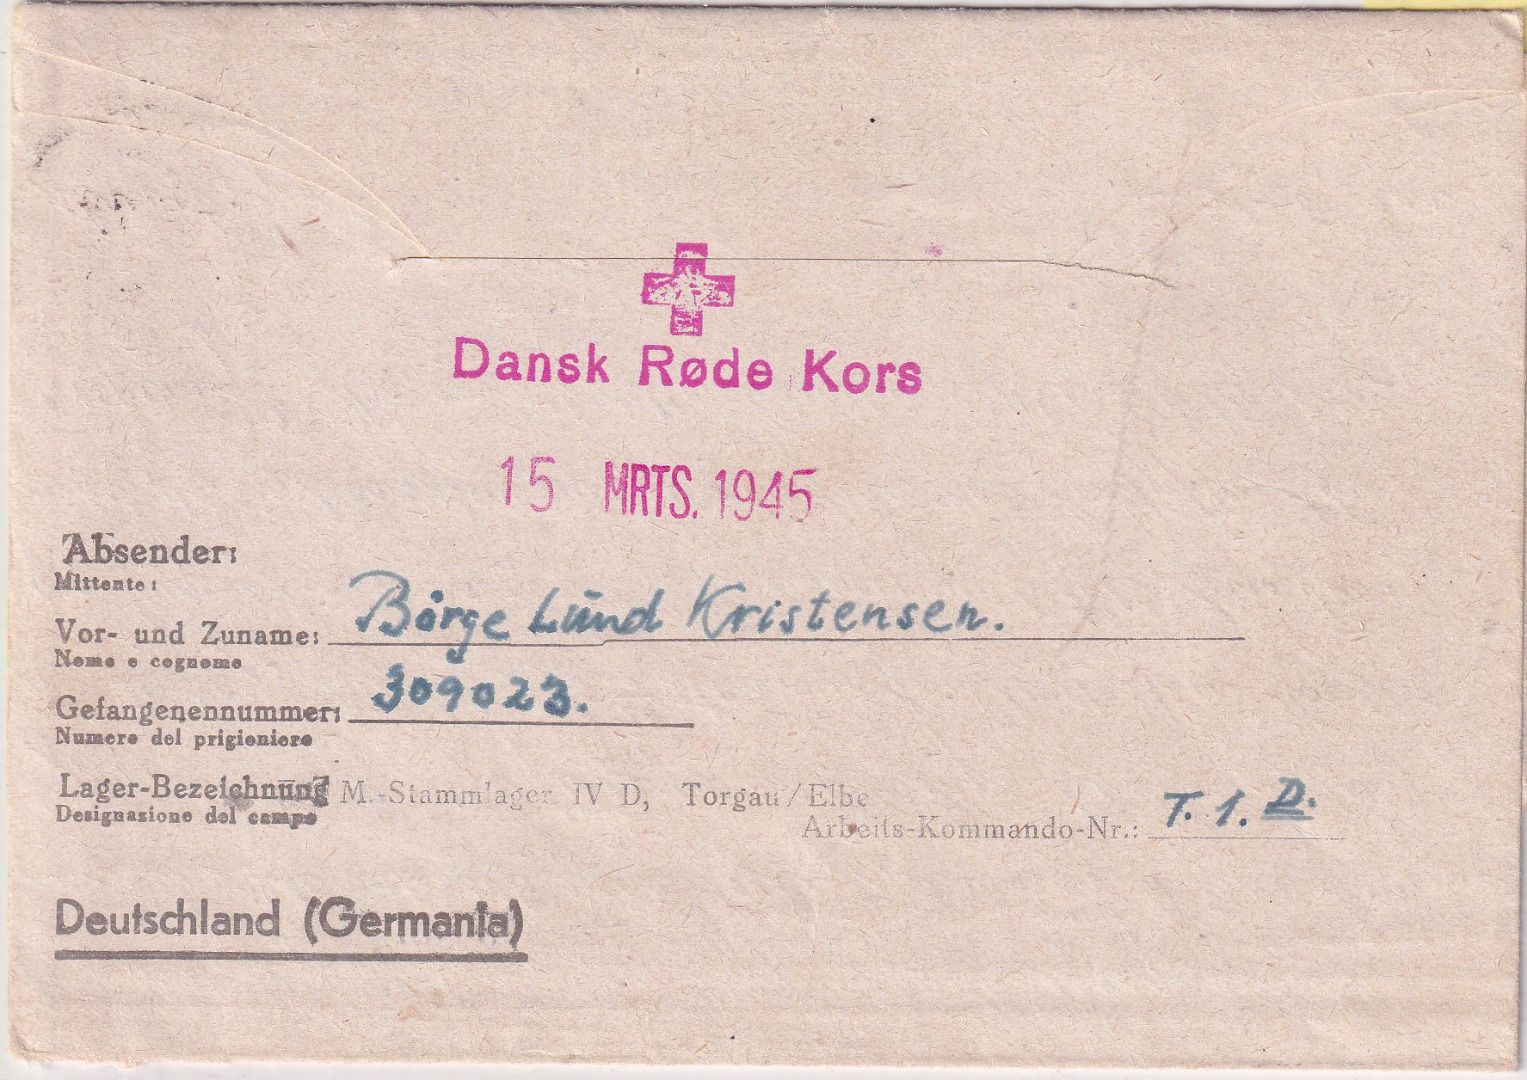 Dansk Røde Kors
15 MRTS. 1945
Absender:
Mittente:
Vor- und Zuname: Börge Lund Kristensen.
Nome e cognome
Gefangenennummer: 309023.
Numero del prigioniero
Lager-Bezeichnung M.-Stammlager IV D, Torgau/Elbe
Designazione del campo
Arbeits-Kommando-Nr.: T. 1. D.
Deutschland (Germania)